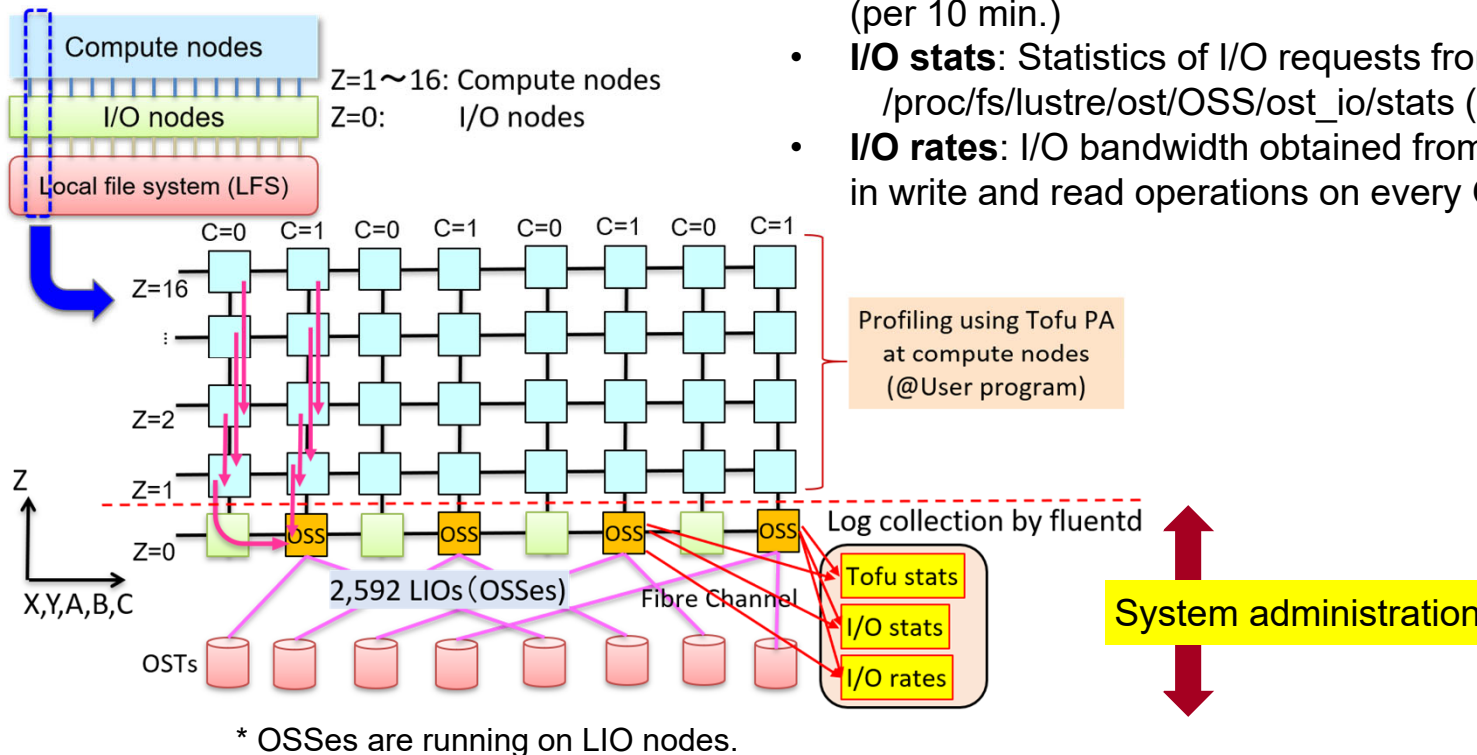 (per 10 min.)
• I/O stats: Statistics of I/O requests
/proc/fs/lustre/ost/OSS/ost_io/stats (
• I/O rates: I/O bandwidth obtained from
in write and read operations on every
Compute nodes
I/O nodes
Local file system (LFS)
Z=1～16: Compute nodes
Z=0: I/O nodes
C=0 C=1 C=0 C=1 C=0 C=1 C=0 C=1
Z=16
⋮
Z=2
Z=1
Z=0
Z
X,Y,A,B,C
Profiling using Tofu PA
at compute nodes
(@User program)
OSS OSS OSS OSS
Log collection by fluentd
2,592 LIOs（OSSes）
Fibre Channel
Tofu stats
I/O stats
I/O rates
System administration
OSTs
* OSSes are running on LIO nodes.